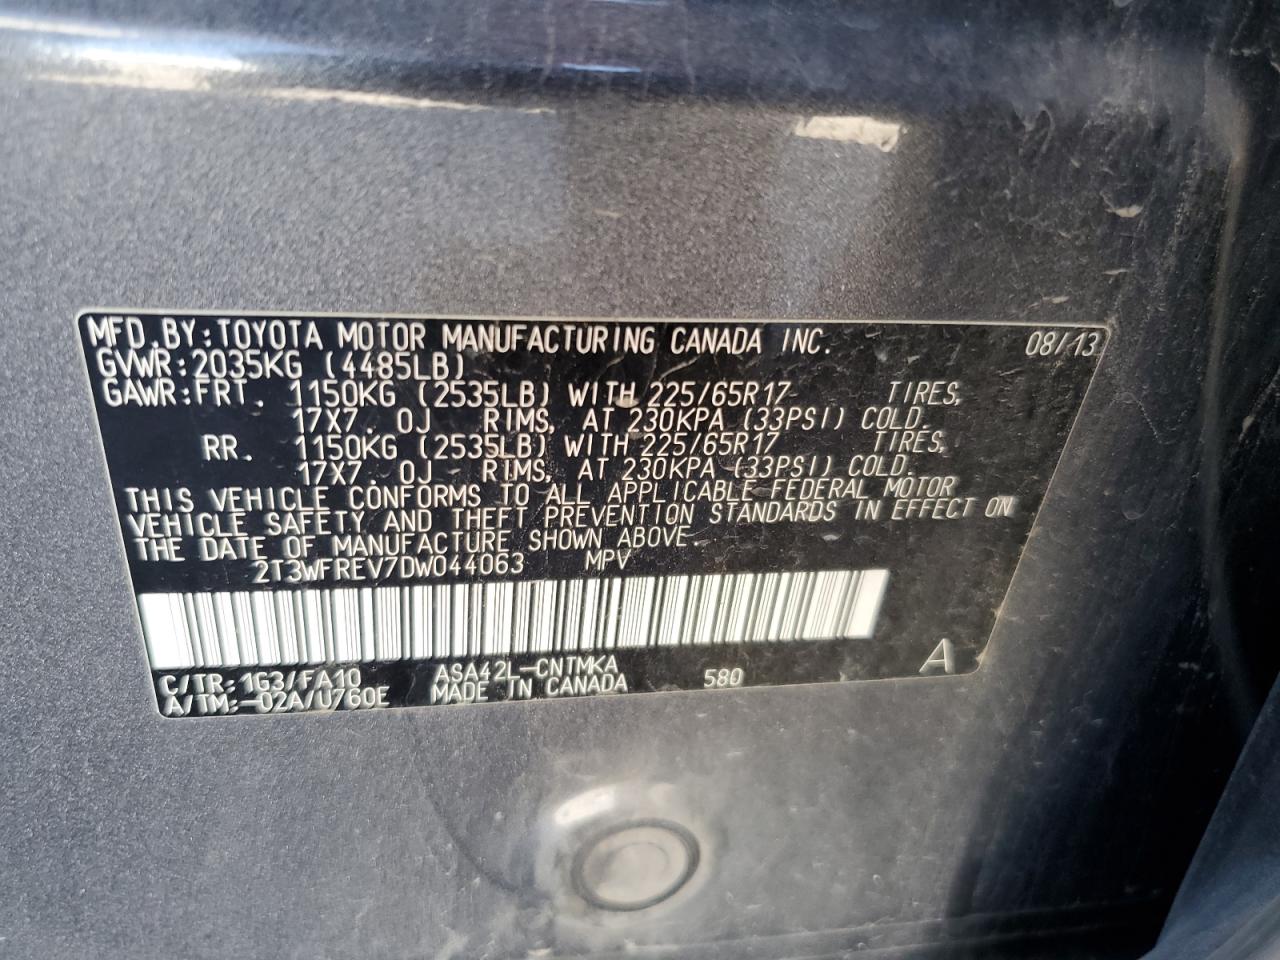 MFD.BY:TOYOTA MOTOR MANUFACTURING CANADA INC. 08/13
GVWR:2035KG (4485LB)
GAWR:FRT. 1150KG (2535LB) WITH 225/65R17 TIRES,
17X7.0J RIMS, AT 230KPA (33PSI) COLD.
RR. 1150KG (2535LB) WITH 225/65R17 TIRES,
17X7.0J RIMS, AT 230KPA (33PSI) COLD.
THIS VEHICLE CONFORMS TO ALL APPLICABLE FEDERAL MOTOR
VEHICLE SAFETY AND THEFT PREVENTION STANDARDS IN EFFECT ON
THE DATE OF MANUFACTURE SHOWN ABOVE.
2T3WFREV7DW044063 MPV
C/TR:1G3/FA10 ASA42L-CNTMKA 580 A
A/TM:-02A/U760E MADE IN CANADA